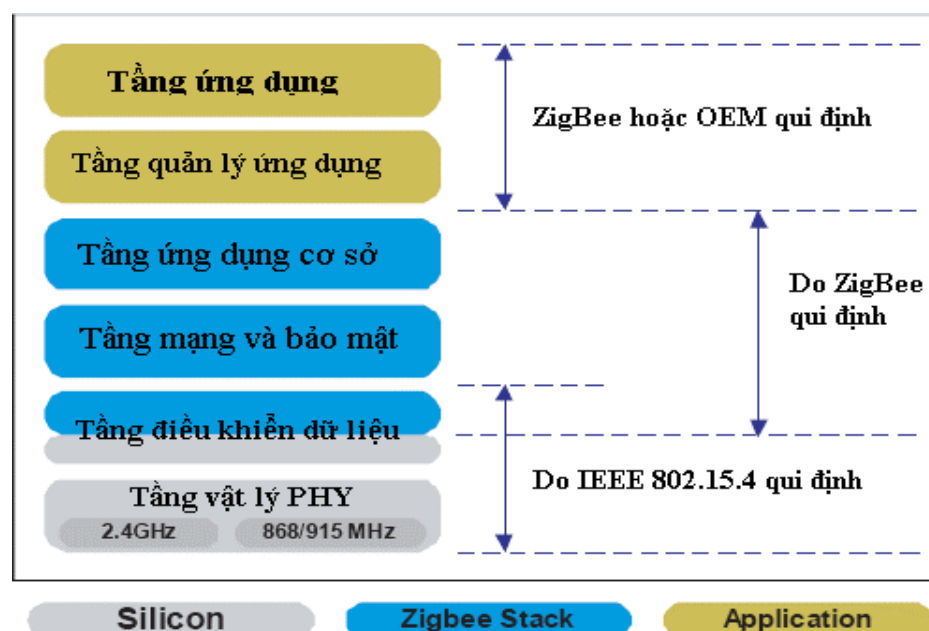 Tầng ứng dụng
ZigBee hoặc OEM qui định
Tầng quản lý ứng dụng
Tầng ứng dụng cơ sở
Do ZigBee
qui định
Tầng mạng và bảo mật
Tầng điều khiển dữ liệu
Do IEEE 802.15.4 qui định
Tầng vật lý PHY
2.4GHz
868/915 MHz
Silicon
Zigbee Stack
Application